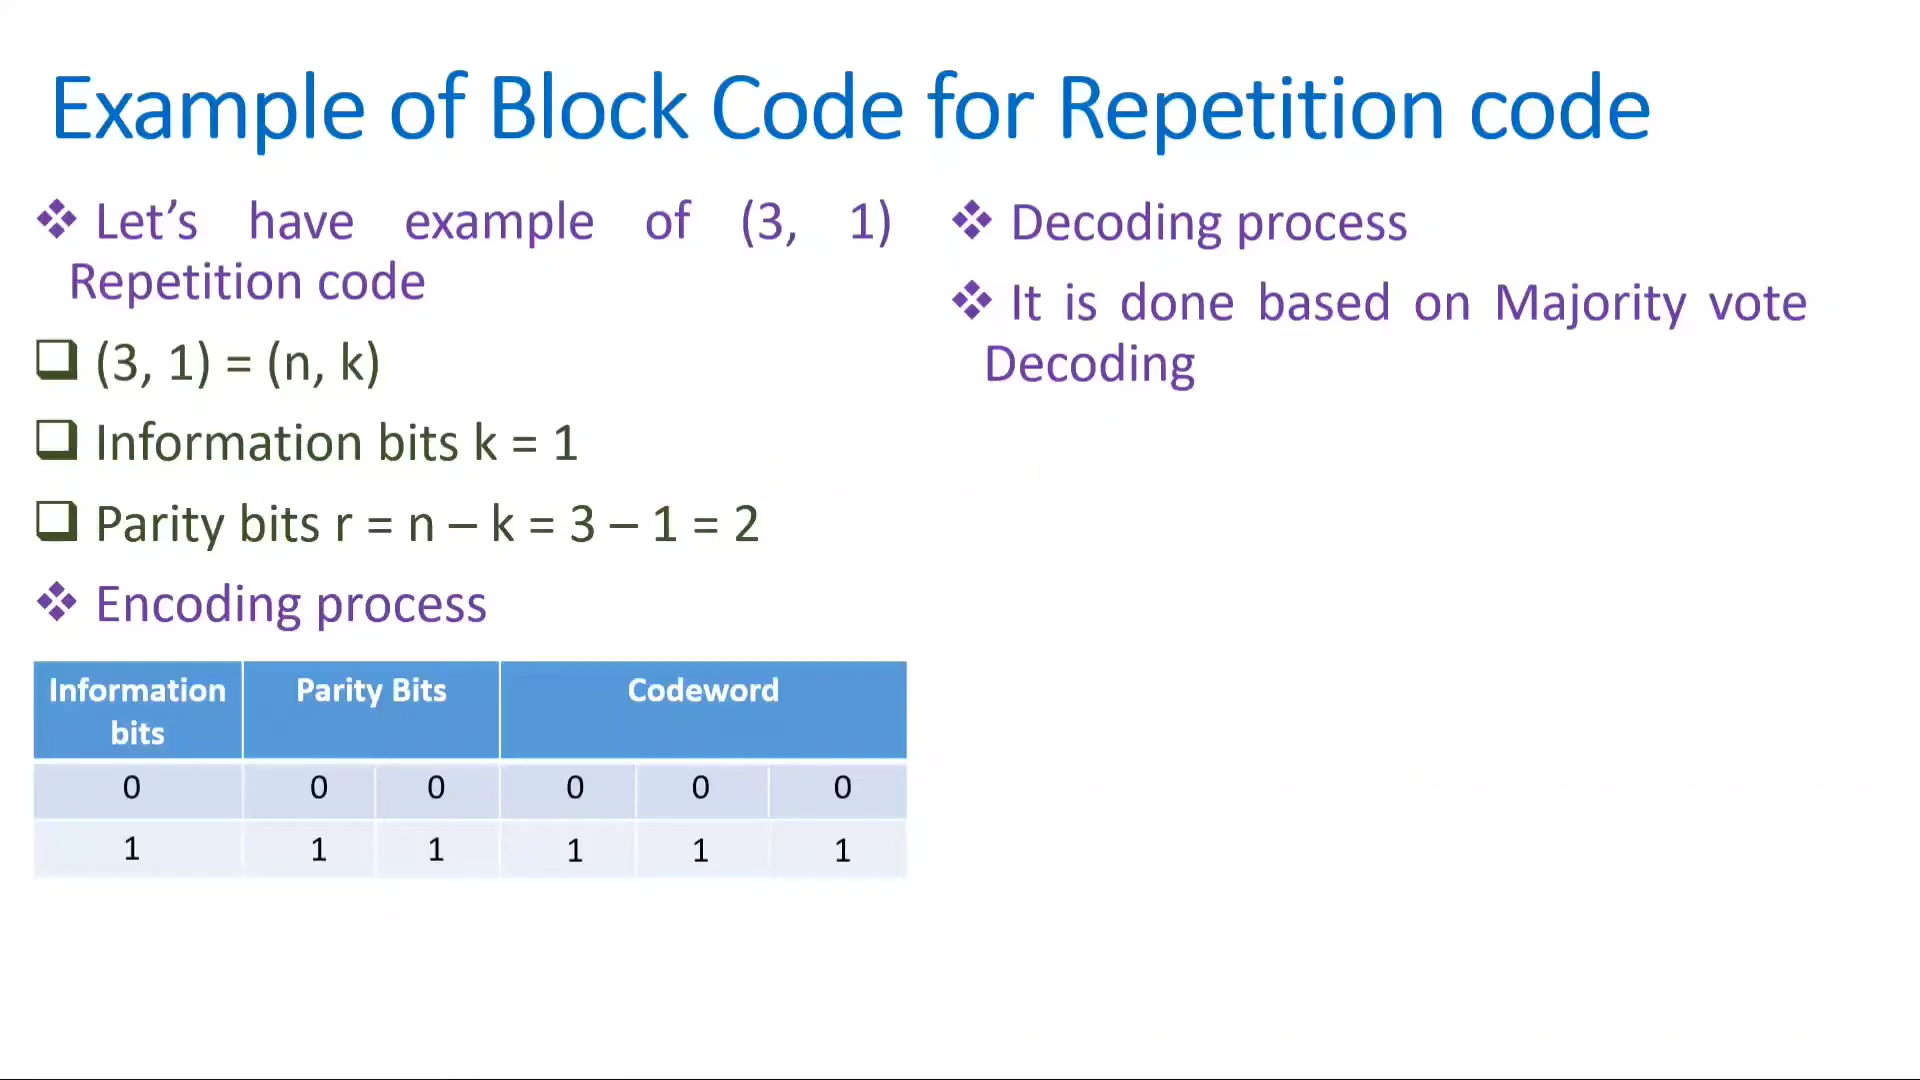 Example of Block Code for Repetition code
❖ Let’s have example of (3, 1)
Repetition code
❑ (3, 1) = (n, k)
❑ Information bits k = 1
❑ Parity bits r = n – k = 3 – 1 = 2
❖ Encoding process
Information bits Parity Bits Codeword
0 0 0 0 0 0
1 1 1 1 1 1
❖ Decoding process
❖ It is done based on Majority vote
Decoding